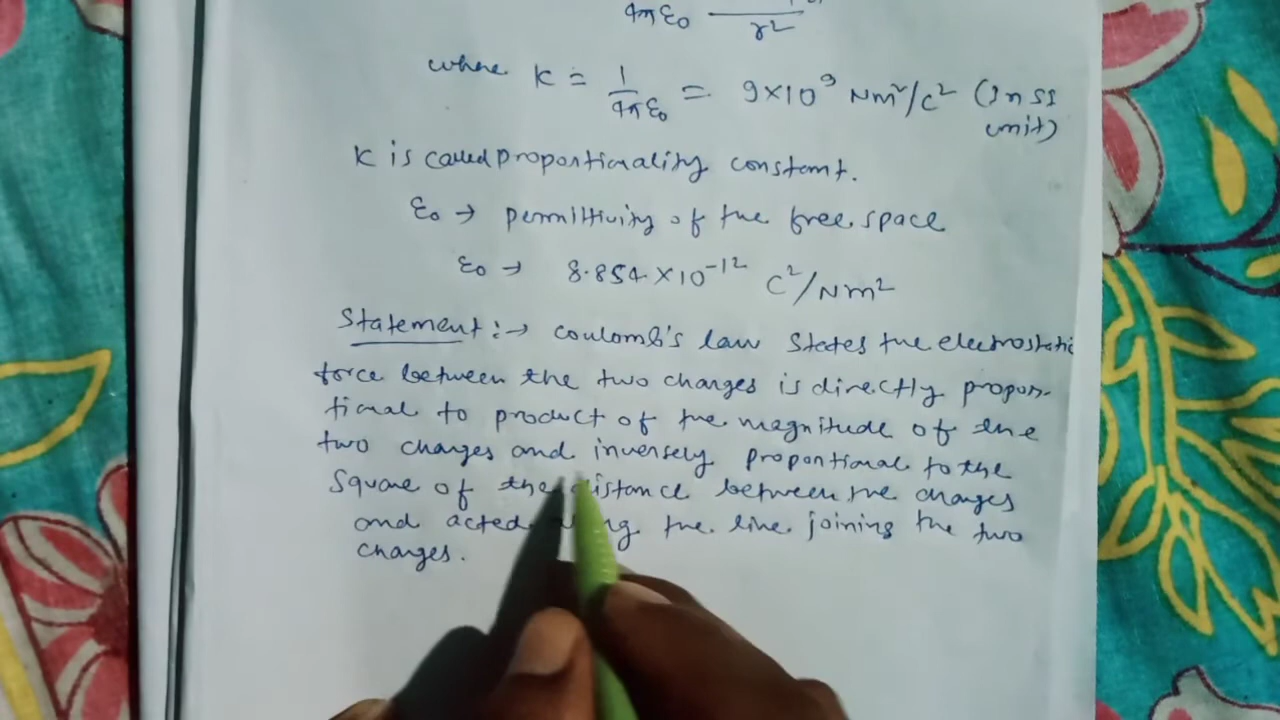 4πε₀ r²
where K = 1/4πε₀ = 9×10⁹ Nm²/C² (In SI
unit)
K is called proportionality constant.
ε₀ → permittivity of the free space
ε₀ → 8.854×10⁻¹² C²/Nm²
Statement :→ Coulomb's law states the electrostatic
force between the two charges is directly propor-
tional to product of the magnitude of the
two charges and inversely proportional to the
square of the distance between the charges
and acted along the line joining the two
charges.